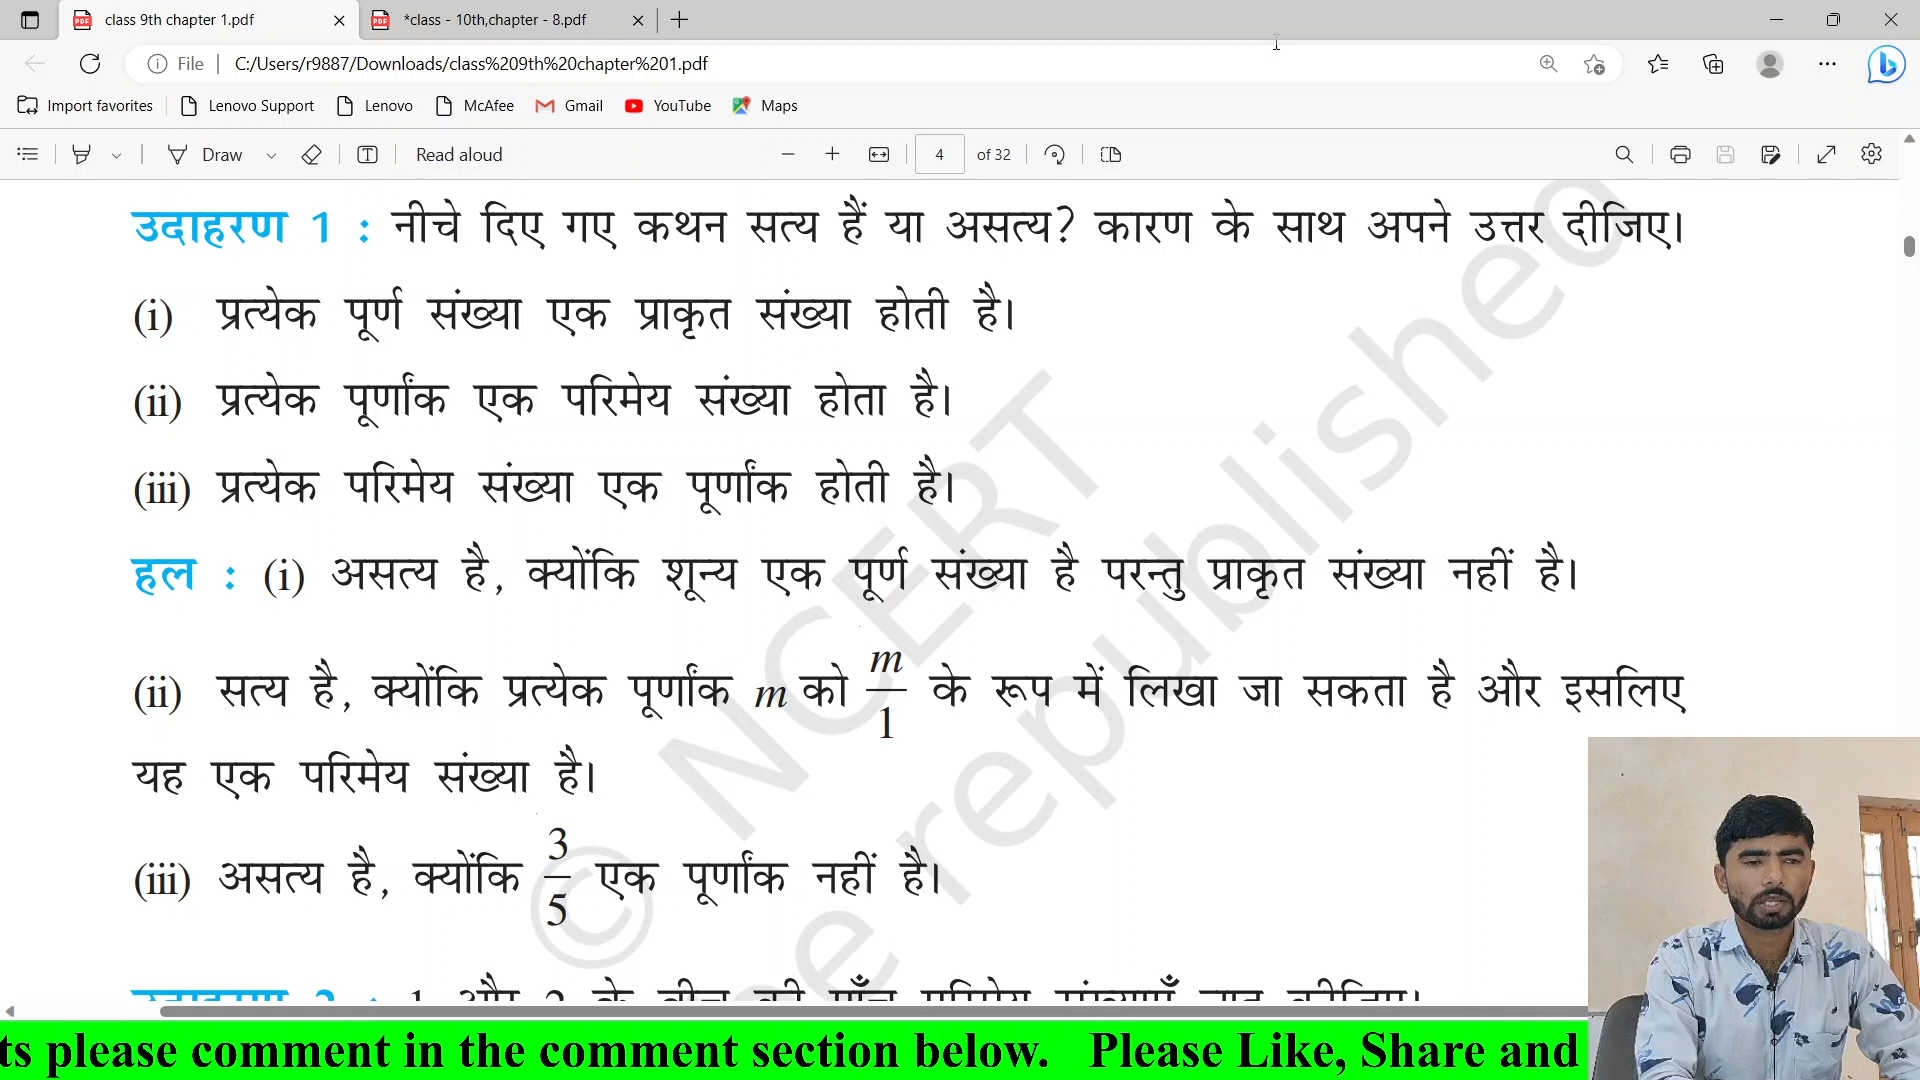 class 9th chapter 1.pdf
*class - 10th,chapter - 8.pdf
File
C:/Users/r9887/Downloads/class%209th%20chapter%201.pdf
Import favorites
Lenovo Support
Lenovo
McAfee
Gmail
YouTube
Maps
Draw
Read aloud
4 of 32
उदाहरण 1 : नीचे दिए गए कथन सत्य हैं या असत्य? कारण के साथ अपने उत्तर दीजिए।
(i) प्रत्येक पूर्ण संख्या एक प्राकृत संख्या होती है।
(ii) प्रत्येक पूर्णांक एक परिमेय संख्या होता है।
(iii) प्रत्येक परिमेय संख्या एक पूर्णांक होती है।
हल : (i) असत्य है, क्योंकि शून्य एक पूर्ण संख्या है परन्तु प्राकृत संख्या नहीं है।
(ii) सत्य है, क्योंकि प्रत्येक पूर्णांक m को m/1 के रूप में लिखा जा सकता है और इसलिए
यह एक परिमेय संख्या है।
(iii) असत्य है, क्योंकि 3/5 एक पूर्णांक नहीं है।
© NCERT
republished
ts please comment in the comment section below. Please Like, Share and